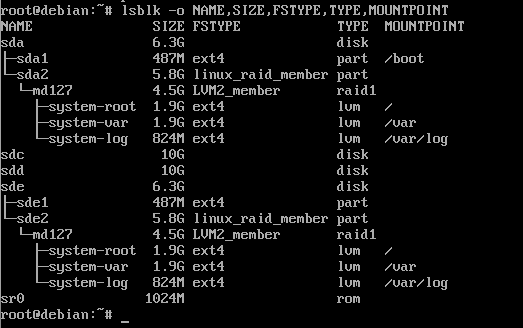 root@debian:~# lsblk -o NAME,SIZE,FSTYPE,TYPE,MOUNTPOINT
NAME                 SIZE FSTYPE            TYPE  MOUNTPOINT
sda                  6.3G                   disk
├─sda1               487M ext4              part  /boot
└─sda2               5.8G linux_raid_member part
  └─md127            4.5G LVM2_member       raid1
    ├─system-root    1.9G ext4              lvm   /
    ├─system-var     1.9G ext4              lvm   /var
    └─system-log     824M ext4              lvm   /var/log
sdc                   10G                   disk
sdd                   10G                   disk
sde                  6.3G                   disk
├─sde1               487M ext4              part
└─sde2               5.8G linux_raid_member part
  └─md127            4.5G LVM2_member       raid1
    ├─system-root    1.9G ext4              lvm   /
    ├─system-var     1.9G ext4              lvm   /var
    └─system-log     824M ext4              lvm   /var/log
sr0                 1024M                   rom
root@debian:~# _